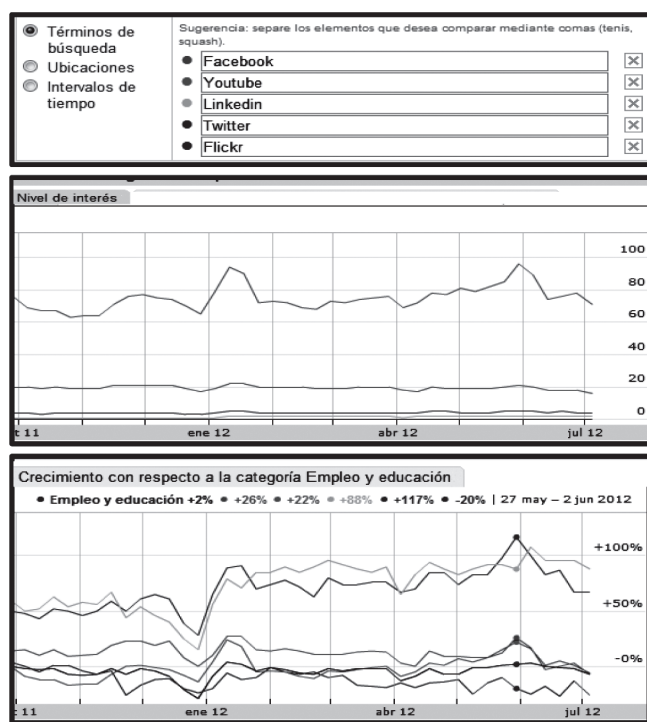 Términos de
búsqueda
Ubicaciones
Intervalos de
tiempo
Sugerencia: separe los elementos que desea comparar mediante comas (tenis,
squash).
Facebook
Youtube
Linkedin
Twitter
Flickr
Nivel de interés
100
80
60
40
20
0
t 11 ene 12 abr 12 jul 12
Crecimiento con respecto a la categoría Empleo y educación
• Empleo y educación +2% • +26% • +22% • +88% • +117% • -20% | 27 may – 2 jun 2012
+100%
+50%
-0%
11 ene 12 abr 12 jul 12